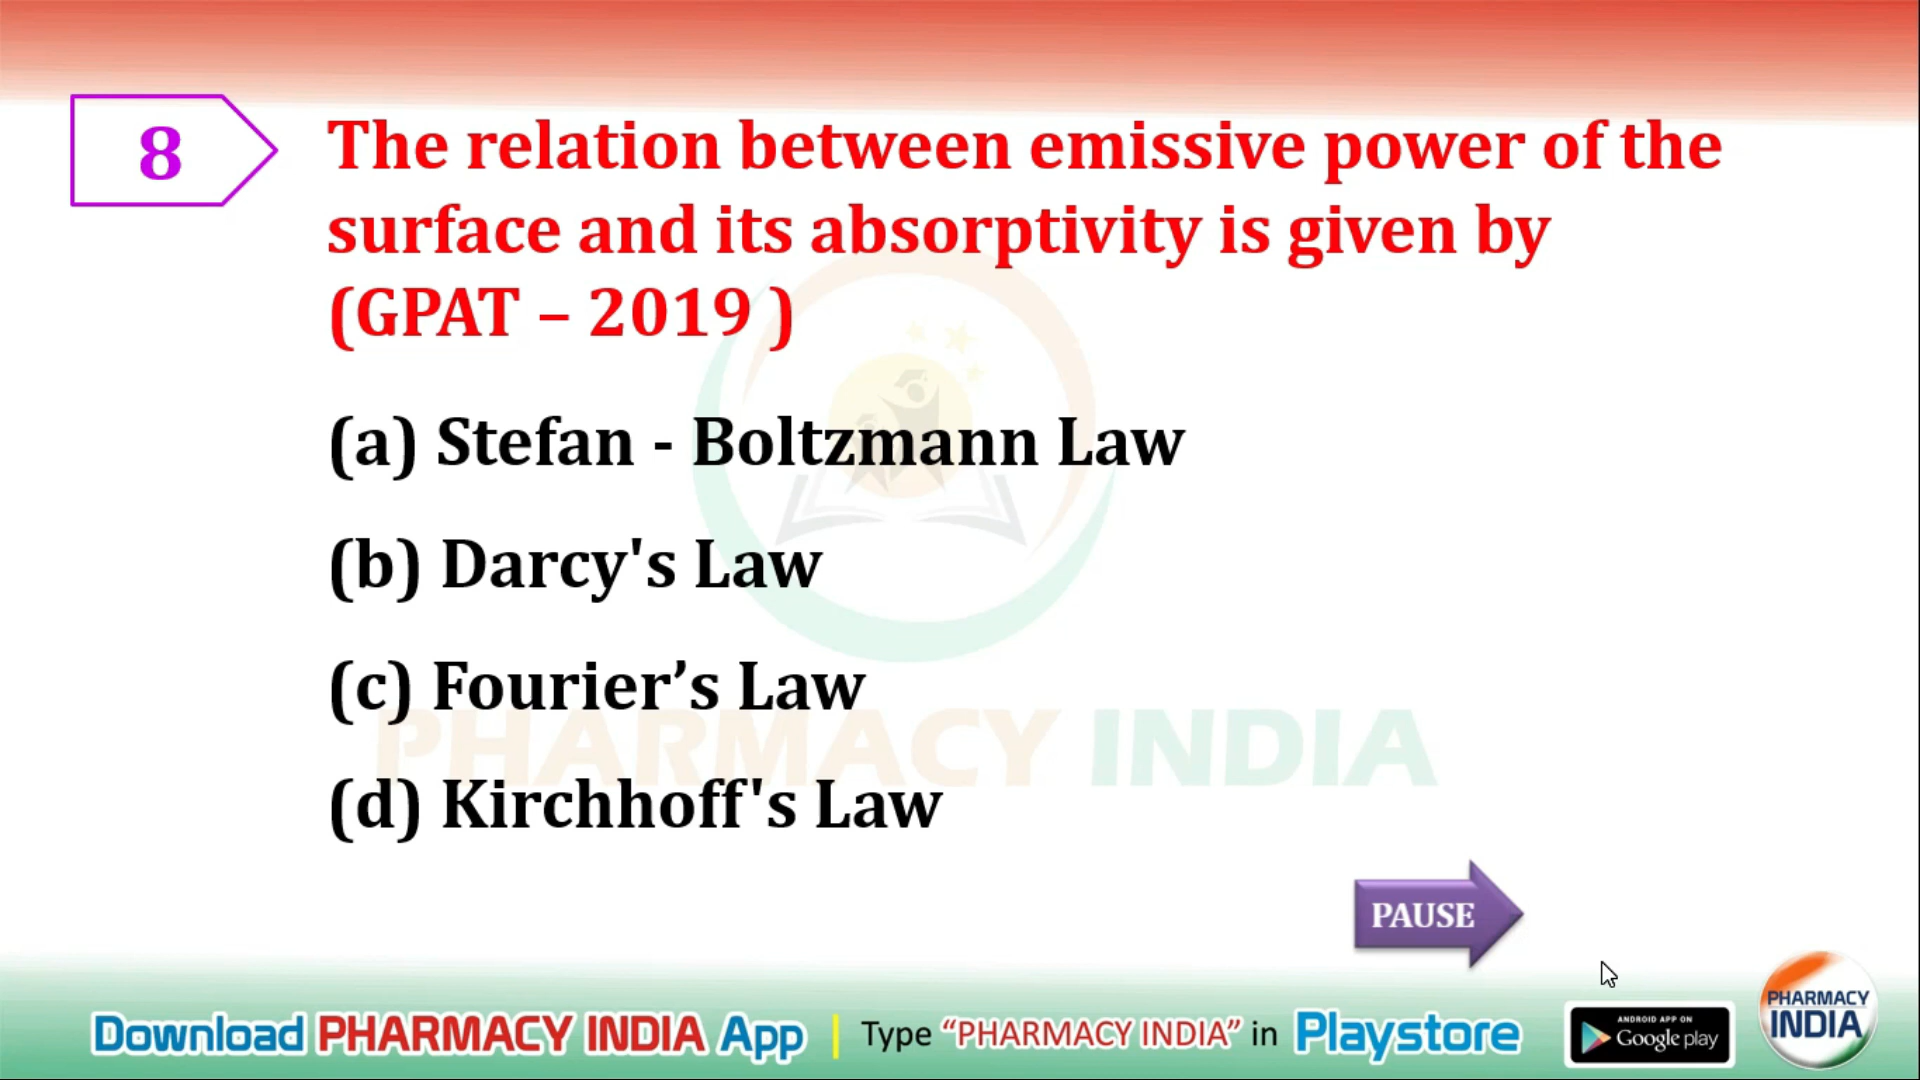 8
The relation between emissive power of the
surface and its absorptivity is given by
(GPAT – 2019 )
(a) Stefan - Boltzmann Law
(b) Darcy's Law
(c) Fourier’s Law
PHARMACY INDIA
(d) Kirchhoff's Law
PAUSE
Download PHARMACY INDIA App | Type “PHARMACY INDIA” in Playstore
ANDROID APP ON
Google play
PHARMACY
INDIA